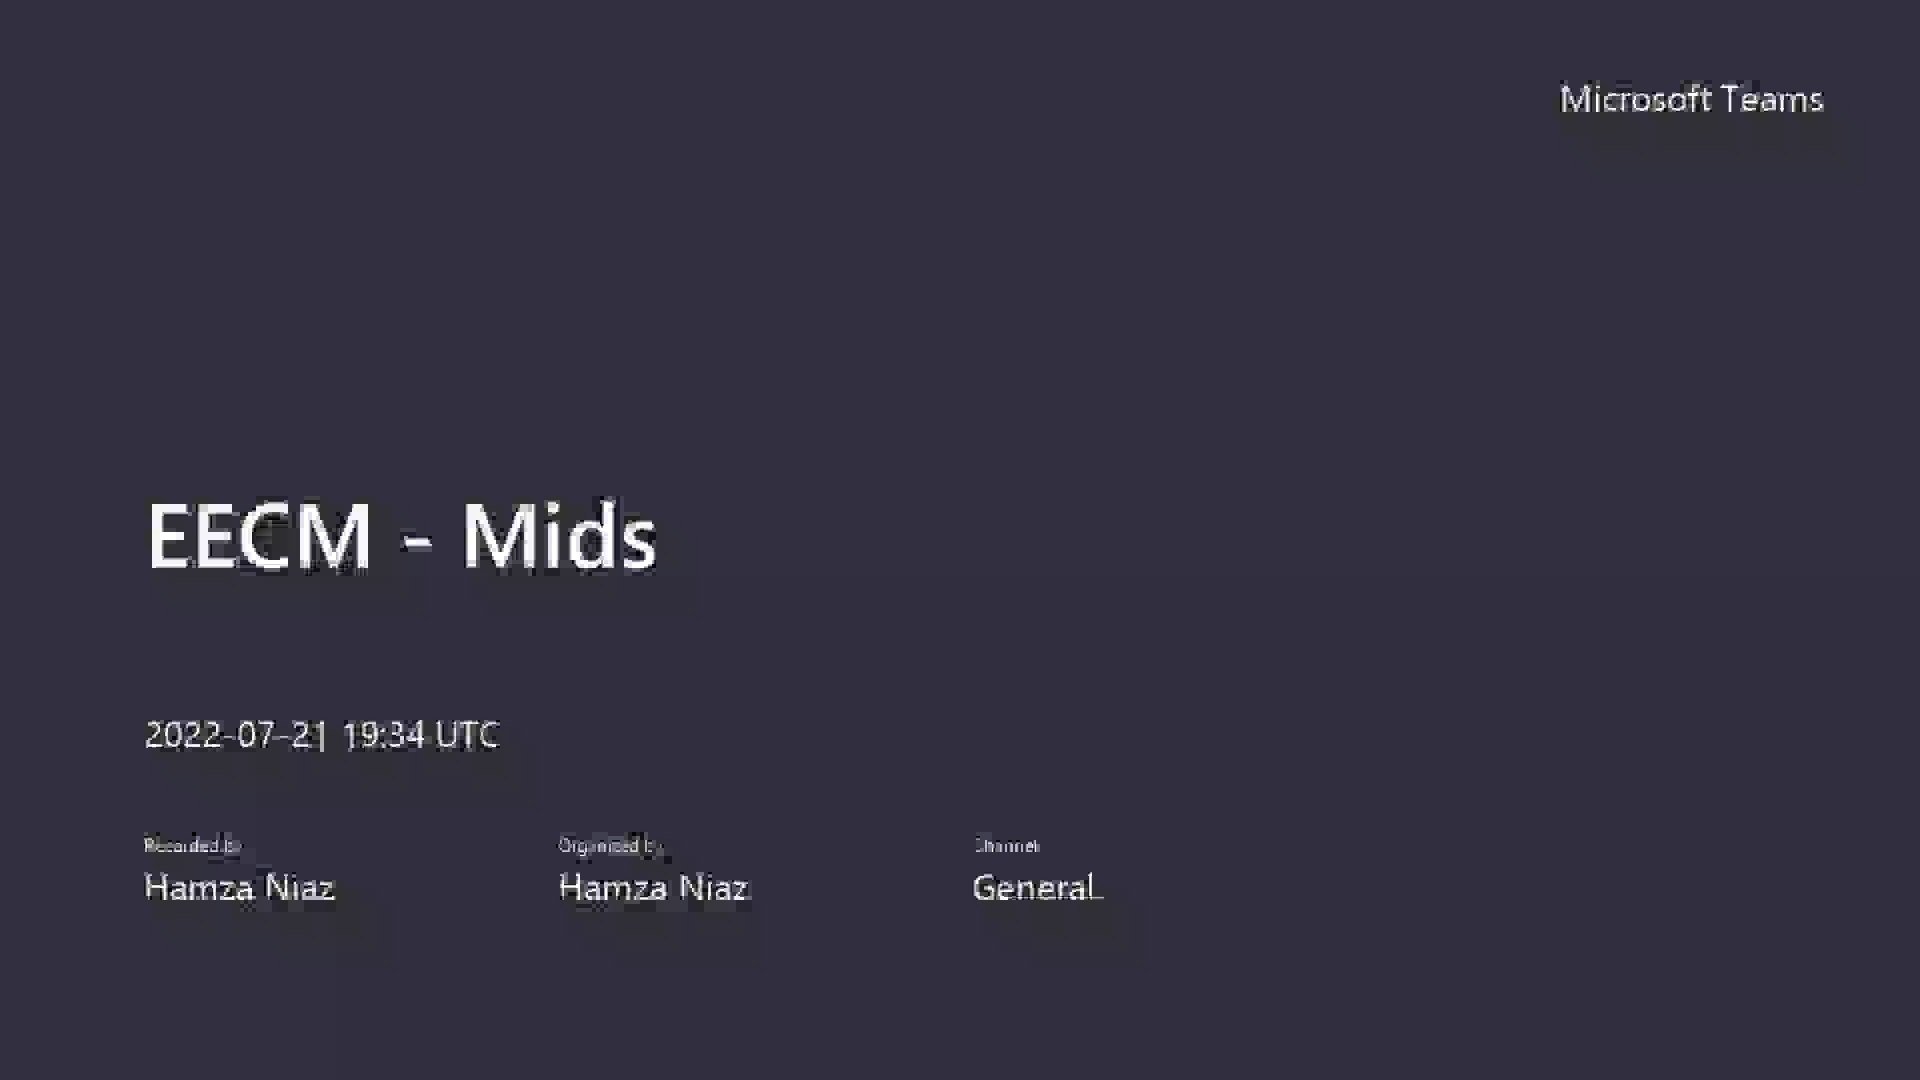 Microsoft Teams
EECM - Mids
2022-07-21 19:34 UTC
Recorded by
Organized by
Channel
Hamza Niaz
Hamza Niaz
General